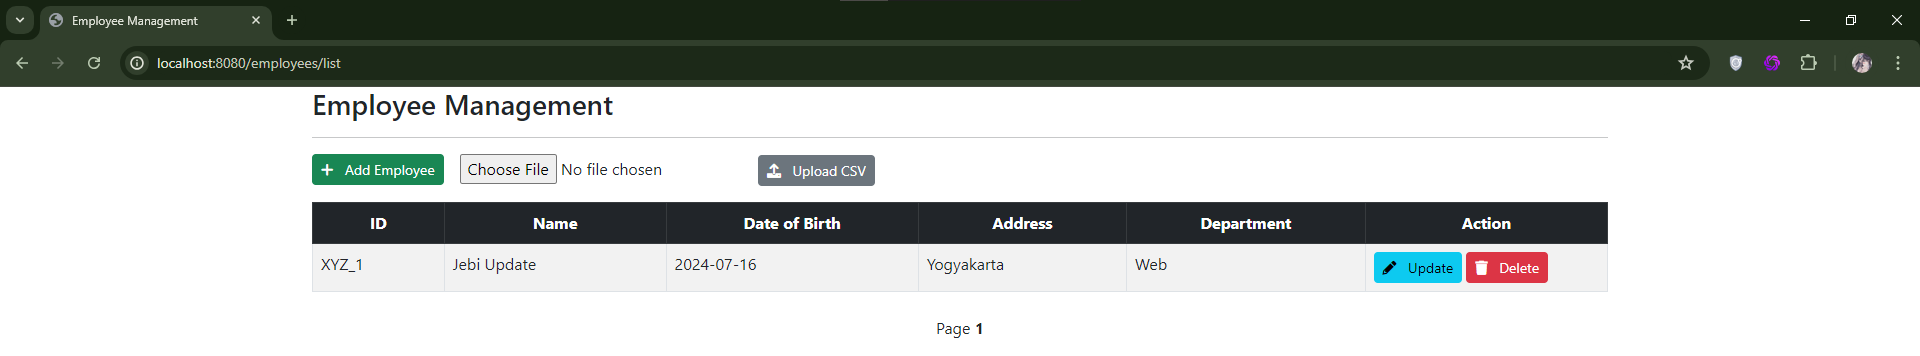 Employee Management
localhost:8080/employees/list
Employee Management
Add Employee Choose File No file chosen Upload CSV
ID Name Date of Birth Address Department Action
XYZ_1 Jebi Update 2024-07-16 Yogyakarta Web Update Delete
Page 1